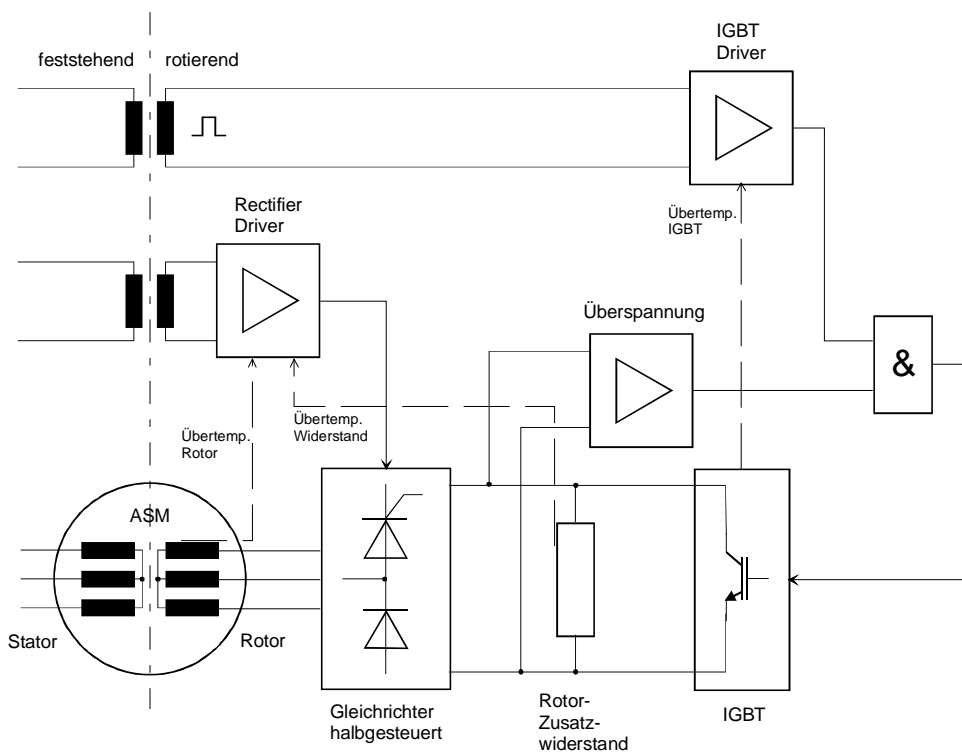 feststehend
rotierend
IGBT
Driver
Rectifier
Driver
Übertemp.
IGBT
Überspannung
&
Übertemp.
Widerstand
Übertemp.
Rotor
ASM
Stator
Rotor
Gleichrichter
halbgesteuert
Rotor-
Zusatz-
widerstand
IGBT